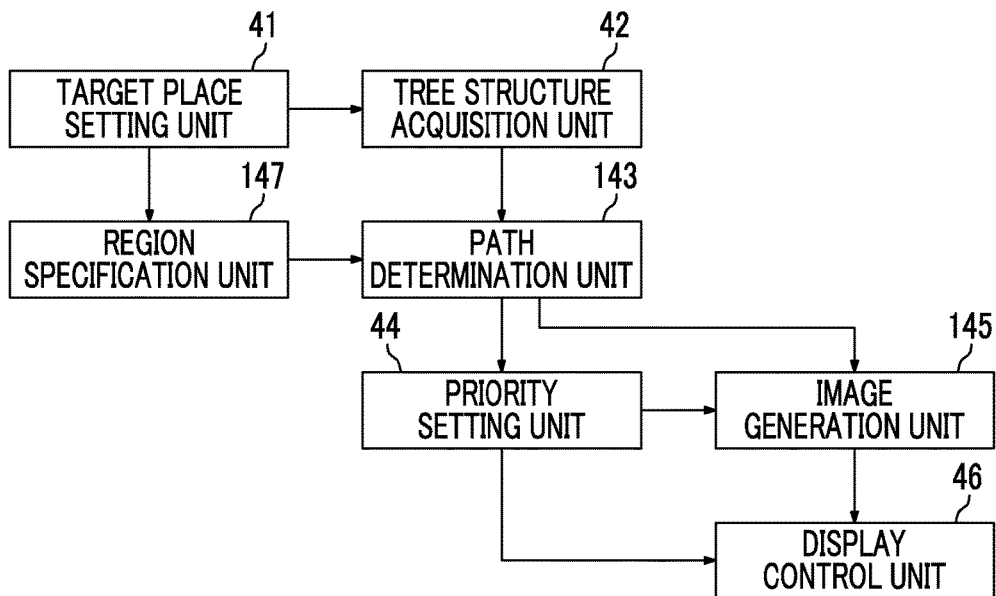 41
42
TARGET PLACE
SETTING UNIT
TREE STRUCTURE
ACQUISITION UNIT
147
143
REGION
SPECIFICATION UNIT
PATH
DETERMINATION UNIT
44
145
PRIORITY
SETTING UNIT
IMAGE
GENERATION UNIT
46
DISPLAY
CONTROL UNIT